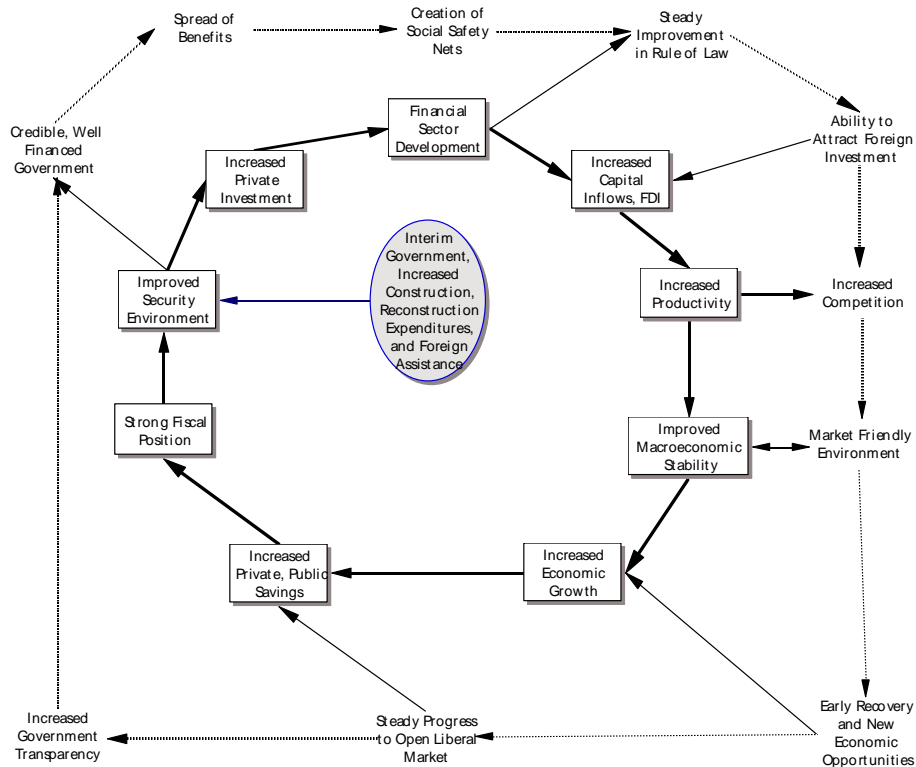 Spread of
Benefits
Creation of
Social Safety
Nets
Steady
Improvement
in Rule of Law
Credible, Well
Financed
Government
Financial
Sector
Development
Ability to
Attract Foreign
Investment
Increased
Private
Investment
Increased
Capital
Inflows, FDI
Interim
Government,
Increased
Construction,
Reconstruction
Expenditures,
and Foreign
Assistance
Improved
Security
Environment
Increased
Productivity
Increased
Competition
Strong Fiscal
Position
Improved
Macroeconomic
Stability
Market Friendly
Environment
Increased
Private, Public
Savings
Increased
Economic
Growth
Increased
Government
Transparency
Steady Progress
to Open Liberal
Market
Early Recovery
and New
Economic
Opportunities